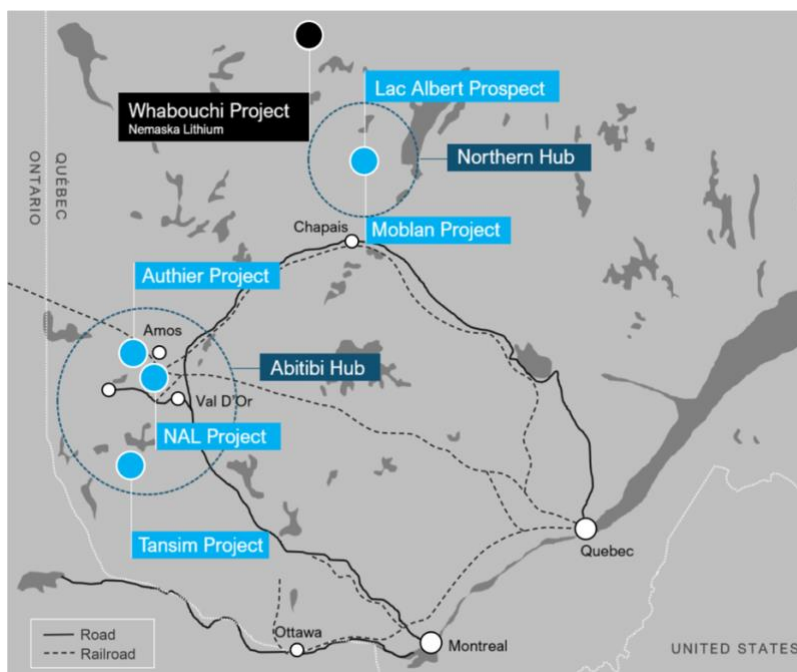 Lac Albert Prospect
Whabouchi Project
Nemaska Lithium
Northern Hub
ONTARIO
QUÉBEC
Chapais
Moblan Project
Authier Project
Amos
Abitibi Hub
Val D'Or
NAL Project
Tansim Project
Quebec
Road
Railroad
Ottawa
Montreal
UNITED STATES